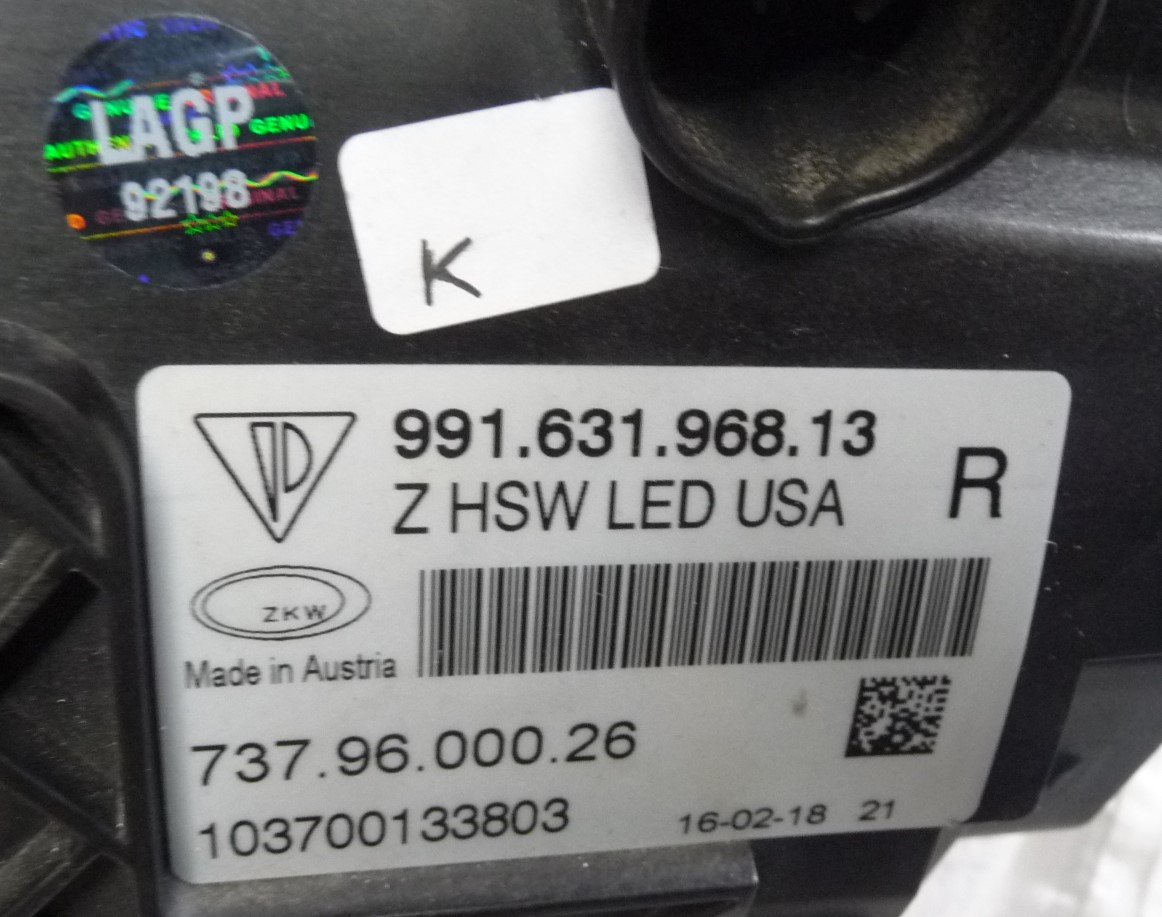 LAGP
92198
K
991.631.968.13
Z HSW LED USA
R
ZKW
Made in Austria
737.96.000.26
103700133803
16-02-18 21